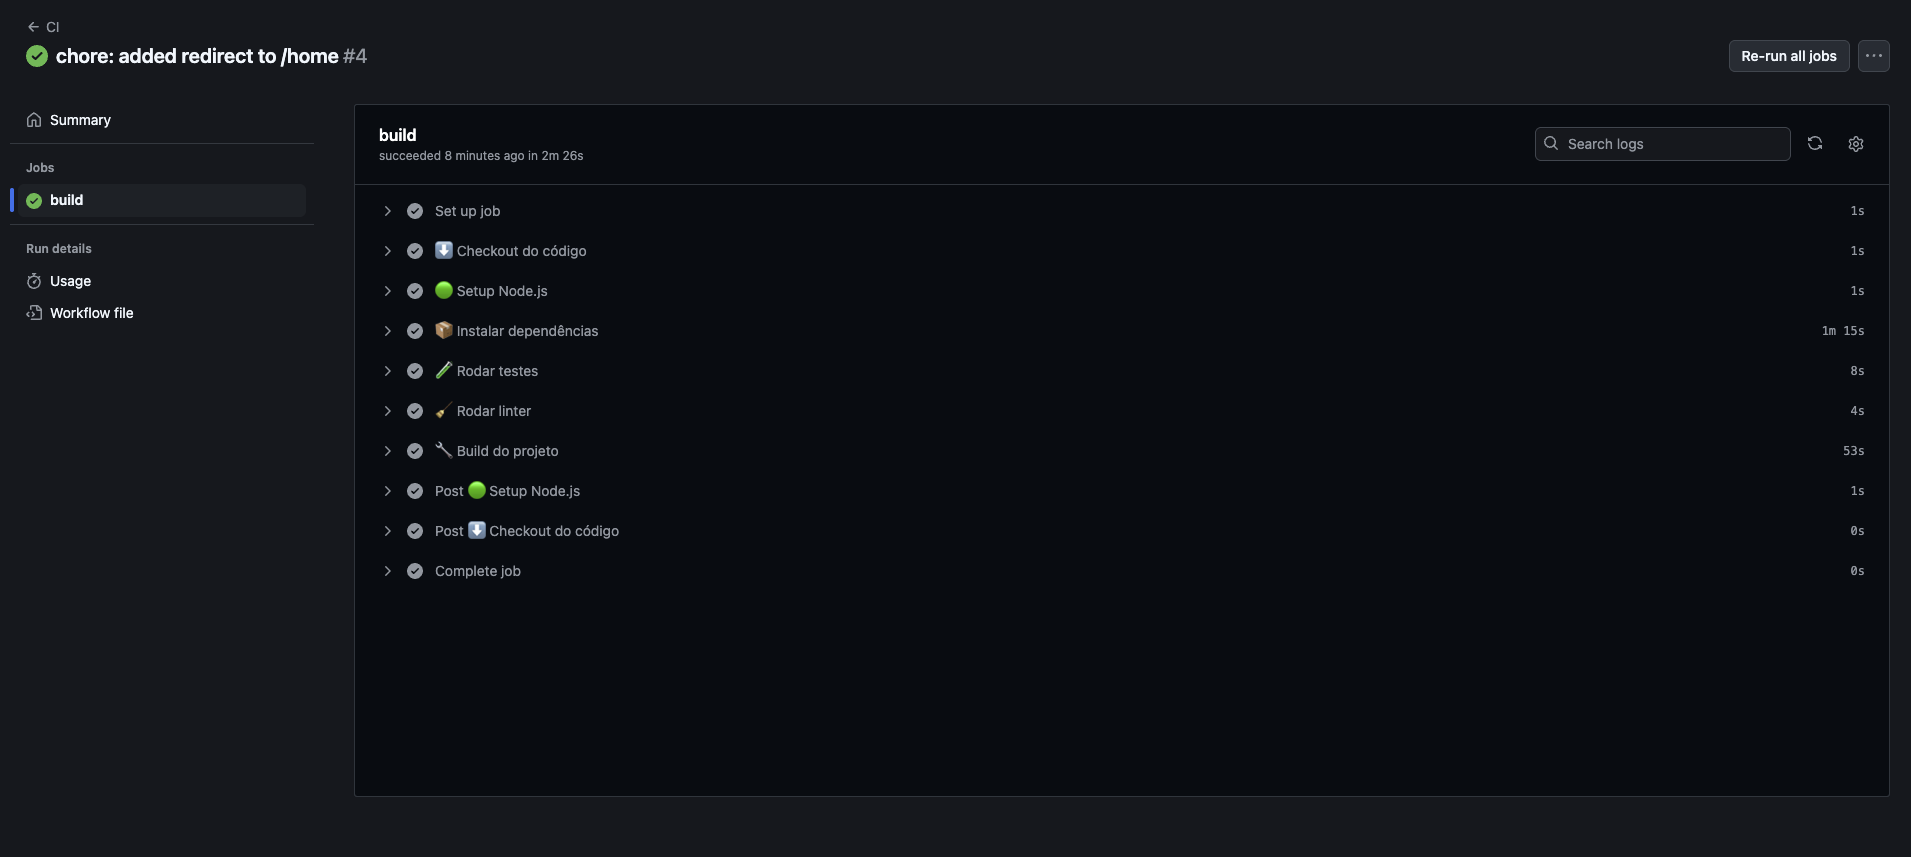 ← CI
chore: added redirect to /home #4
Re-run all jobs
Summary
Jobs
build
Run details
Usage
Workflow file
build
succeeded 8 minutes ago in 2m 26s
Search logs
Set up job 1s
⬇️ Checkout do código 1s
🟢 Setup Node.js 1s
📦 Instalar dependências 1m 15s
🧪 Rodar testes 8s
🧹 Rodar linter 4s
🔧 Build do projeto 53s
Post 🟢 Setup Node.js 1s
Post ⬇️ Checkout do código 0s
Complete job 0s